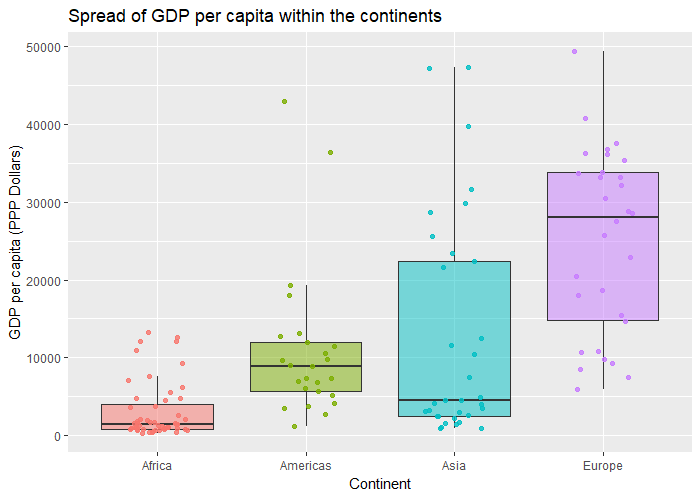 Spread of GDP per capita within the continents
GDP per capita (PPP Dollars)
50000
40000
30000
20000
10000
0
Africa Americas Asia Europe
Continent